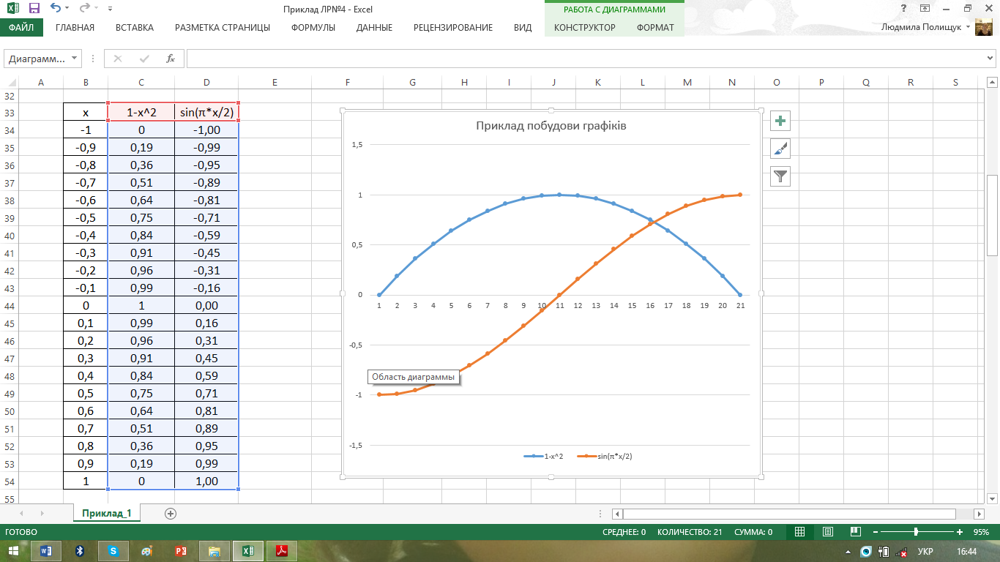 Приклад ЛР№4 - Excel
РАБОТА С ДИАГРАММАМИ
?
ФАЙЛ ГЛАВНАЯ ВСТАВКА РАЗМЕТКА СТРАНИЦЫ ФОРМУЛЫ ДАННЫЕ РЕЦЕНЗИРОВАНИЕ ВИД КОНСТРУКТОР ФОРМАТ Людмила Полищук
Диаграмм... fx
A B C D E F G H I J K L M N O P Q R S
32
33 x 1-x^2 sin(π*x/2)
34 -1 0 -1,00
35 -0,9 0,19 -0,99
36 -0,8 0,36 -0,95
37 -0,7 0,51 -0,89
38 -0,6 0,64 -0,81
39 -0,5 0,75 -0,71
40 -0,4 0,84 -0,59
41 -0,3 0,91 -0,45
42 -0,2 0,96 -0,31
43 -0,1 0,99 -0,16
44 0 1 0,00
45 0,1 0,99 0,16
46 0,2 0,96 0,31
47 0,3 0,91 0,45
48 0,4 0,84 0,59
49 0,5 0,75 0,71
50 0,6 0,64 0,81
51 0,7 0,51 0,89
52 0,8 0,36 0,95
53 0,9 0,19 0,99
54 1 0 1,00
55
Приклад побудови графіків
1,5
1
0,5
0
1 2 3 4 5 6 7 8 9 10 11 12 13 14 15 16 17 18 19 20 21
-0,5
Область диаграммы
-1
-1,5
1-x^2 sin(π*x/2)
Приклад_1
ГОТОВО СРЕДНЕЕ: 0 КОЛИЧЕСТВО: 21 СУММА: 0 95%
УКР 16:44